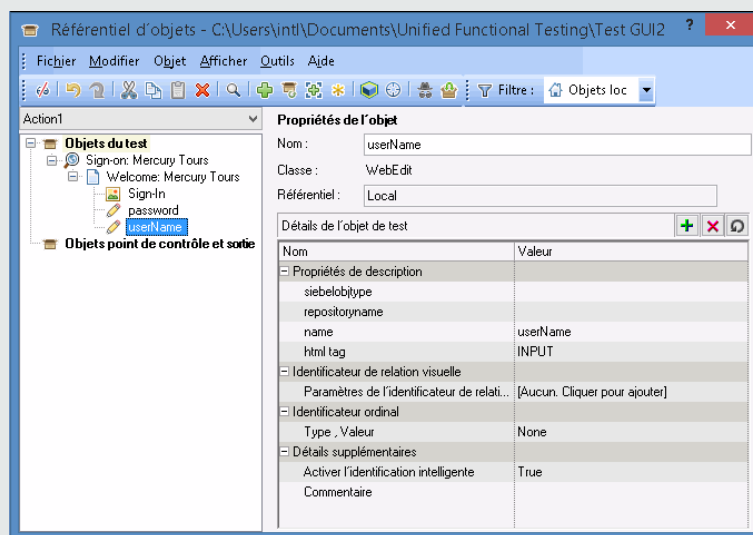 Référentiel d'objets - C:\Users\intl\Documents\Unified Functional Testing\Test GUI2 ?
Fichier Modifier Objet Afficher Outils Aide
Filtre : Objets loc
Action1
Objets du test
Sign-on: Mercury Tours
Welcome: Mercury Tours
Sign-In
password
userName
Objets point de contrôle et sortie
Propriétés de l'objet
Nom : userName
Classe : WebEdit
Référentiel : Local
Détails de l'objet de test
Nom Valeur
Propriétés de description
siebelobjtype
repositoryname
name userName
html tag INPUT
Identificateur de relation visuelle
Paramètres de l'identificateur de relati... [Aucun. Cliquer pour ajouter]
Identificateur ordinal
Type , Valeur None
Détails supplémentaires
Activer l'identification intelligente True
Commentaire